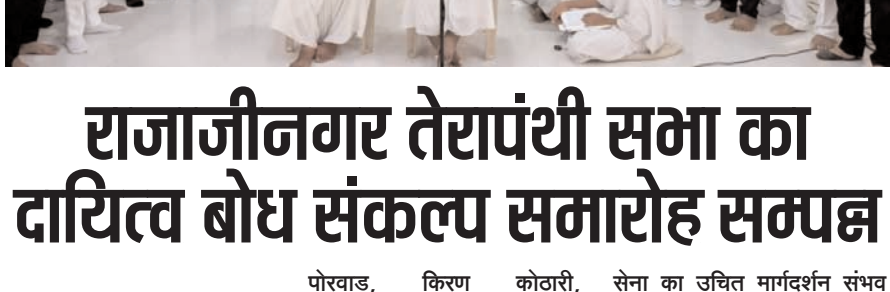 राजाजीनगर तेरापंथी सभा का
दायित्व बोध संकल्प समारोह सम्पन्न
पोरवाड, किरण कोठारी,
सेना का उचित मार्गदर्शन संभव